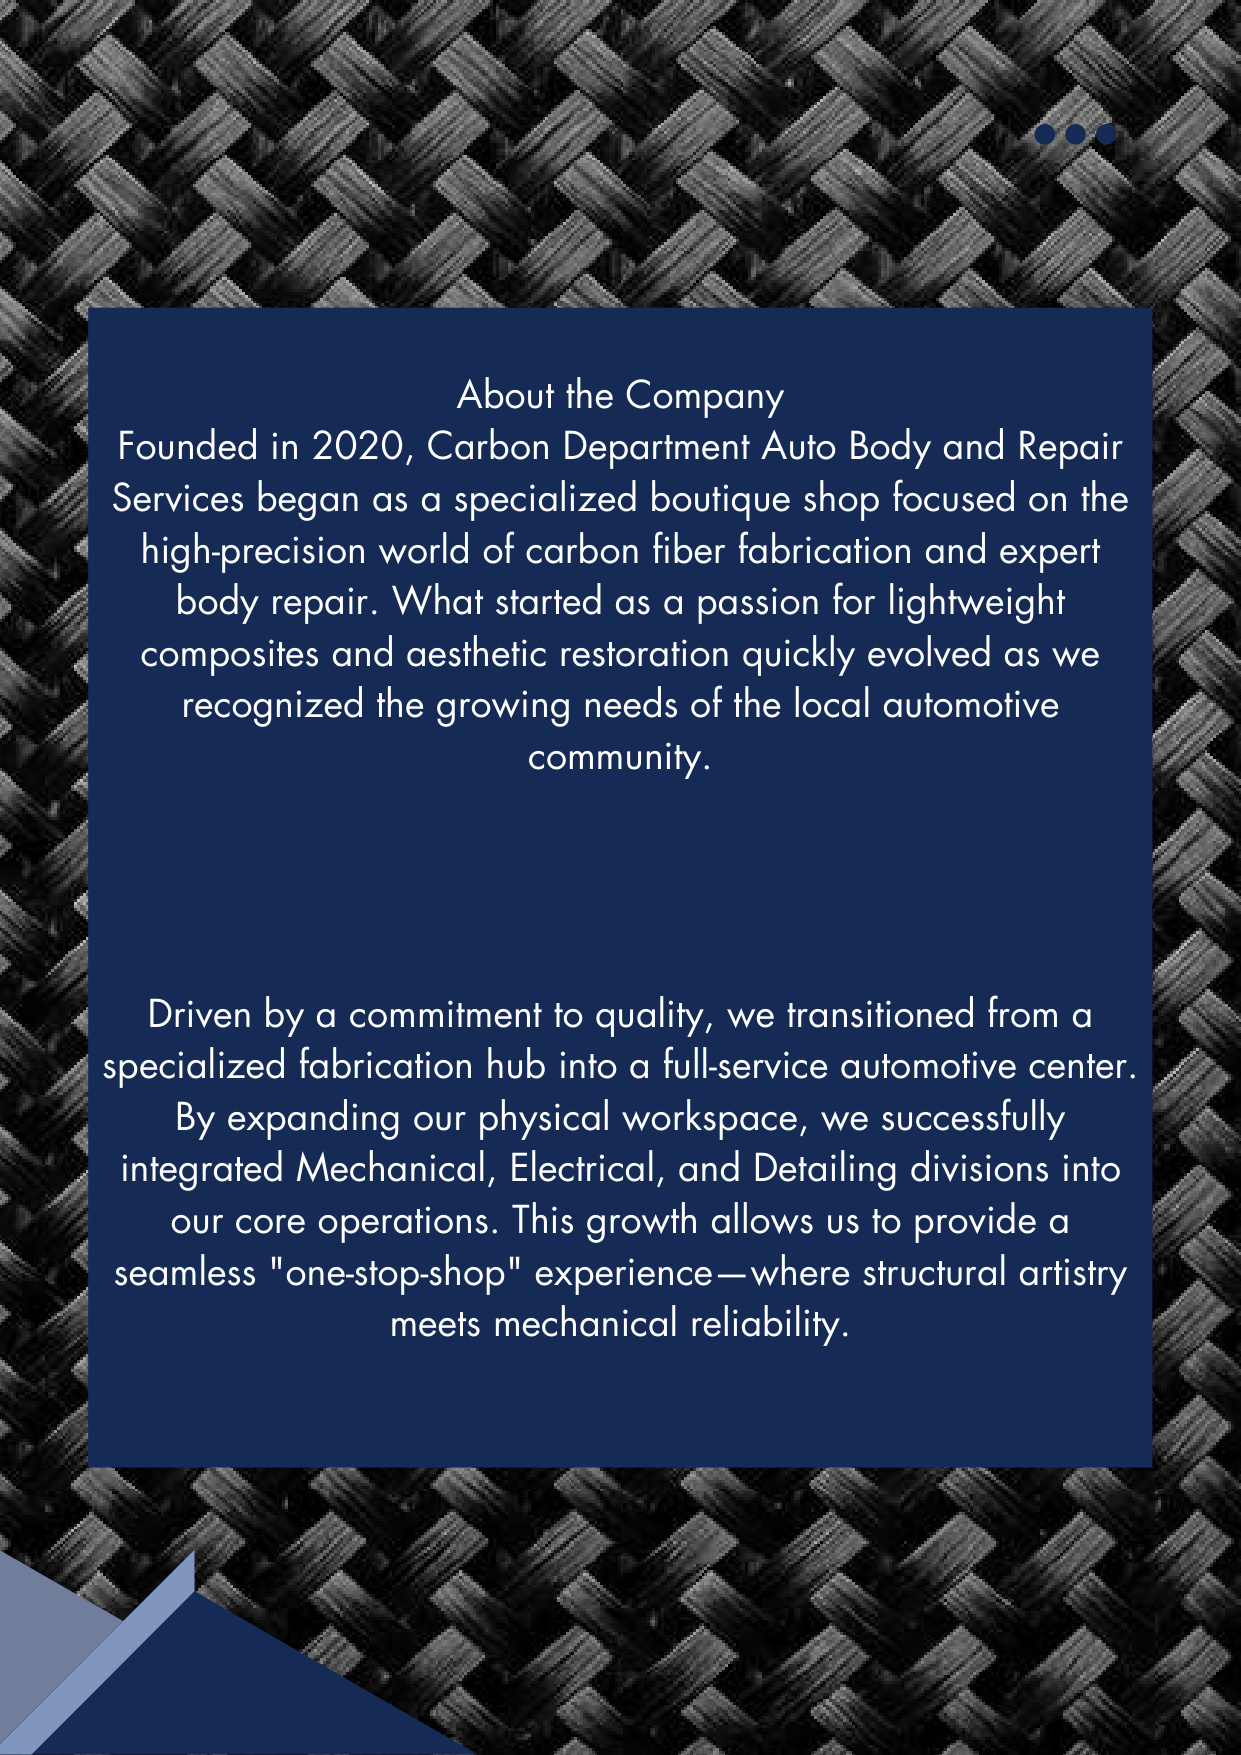 About the Company
Founded in 2020, Carbon Department Auto Body and Repair
Services began as a specialized boutique shop focused on the
high-precision world of carbon fiber fabrication and expert
body repair. What started as a passion for lightweight
composites and aesthetic restoration quickly evolved as we
recognized the growing needs of the local automotive
community.
Driven by a commitment to quality, we transitioned from a
specialized fabrication hub into a full-service automotive center.
By expanding our physical workspace, we successfully
integrated Mechanical, Electrical, and Detailing divisions into
our core operations. This growth allows us to provide a
seamless "one-stop-shop" experience—where structural artistry
meets mechanical reliability.